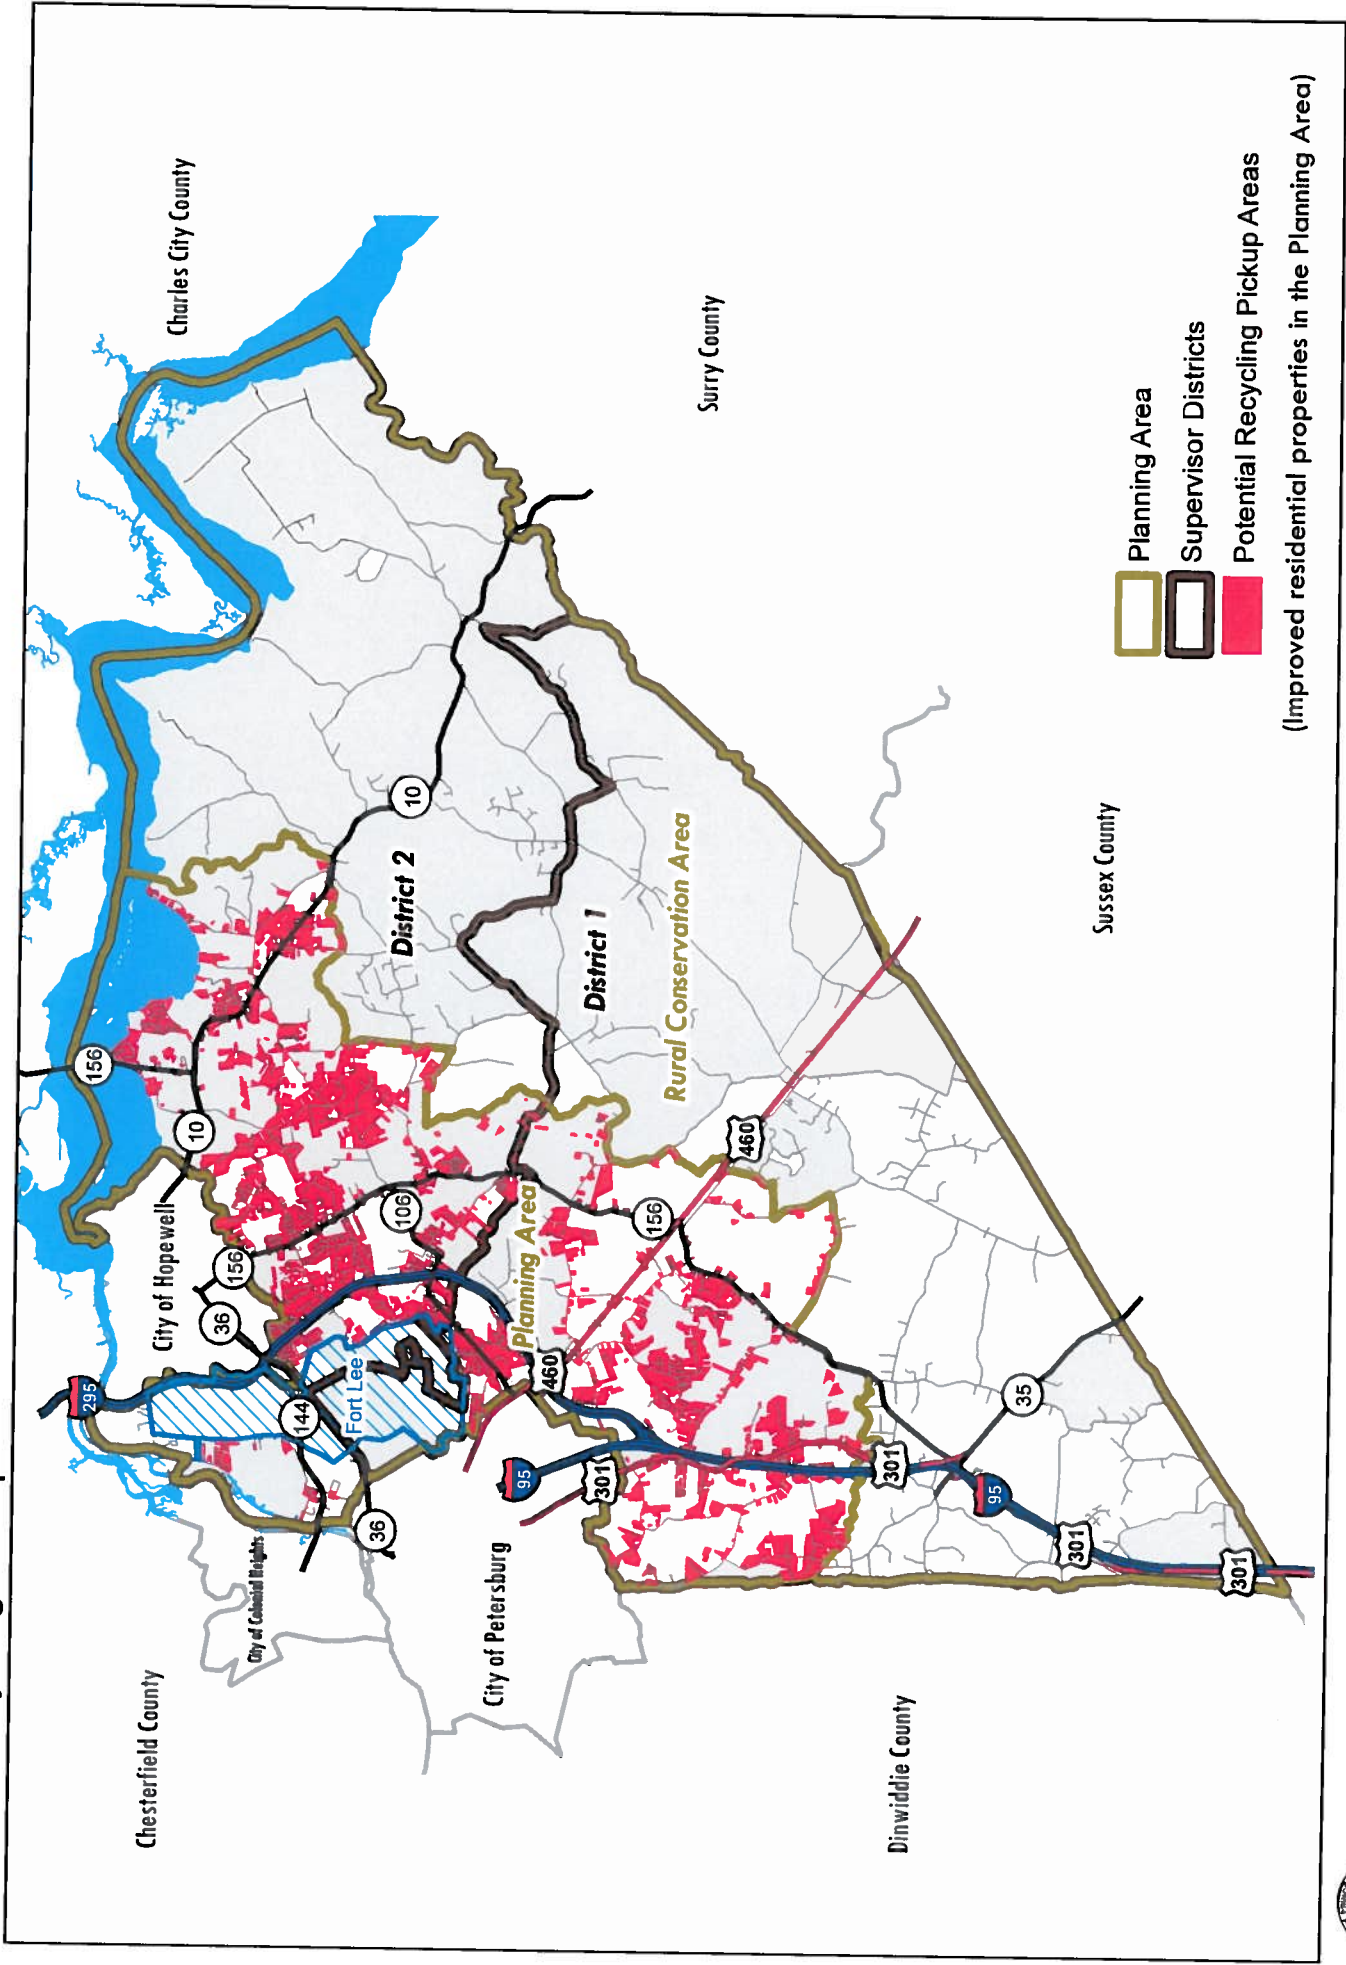 Charles City County
Surry County
Sussex County
Chesterfield County
City of Colonial Heights
City of Hopewell
City of Petersburg
Dinwiddie County
District 2
District 1
Rural Conservation Area
Planning Area
Fort Lee
295
144
36
36
156
156
10
10
106
156
460
460
95
301
301
95
35
301
301
Planning Area
Supervisor Districts
Potential Recycling Pickup Areas
(Improved residential properties in the Planning Area)